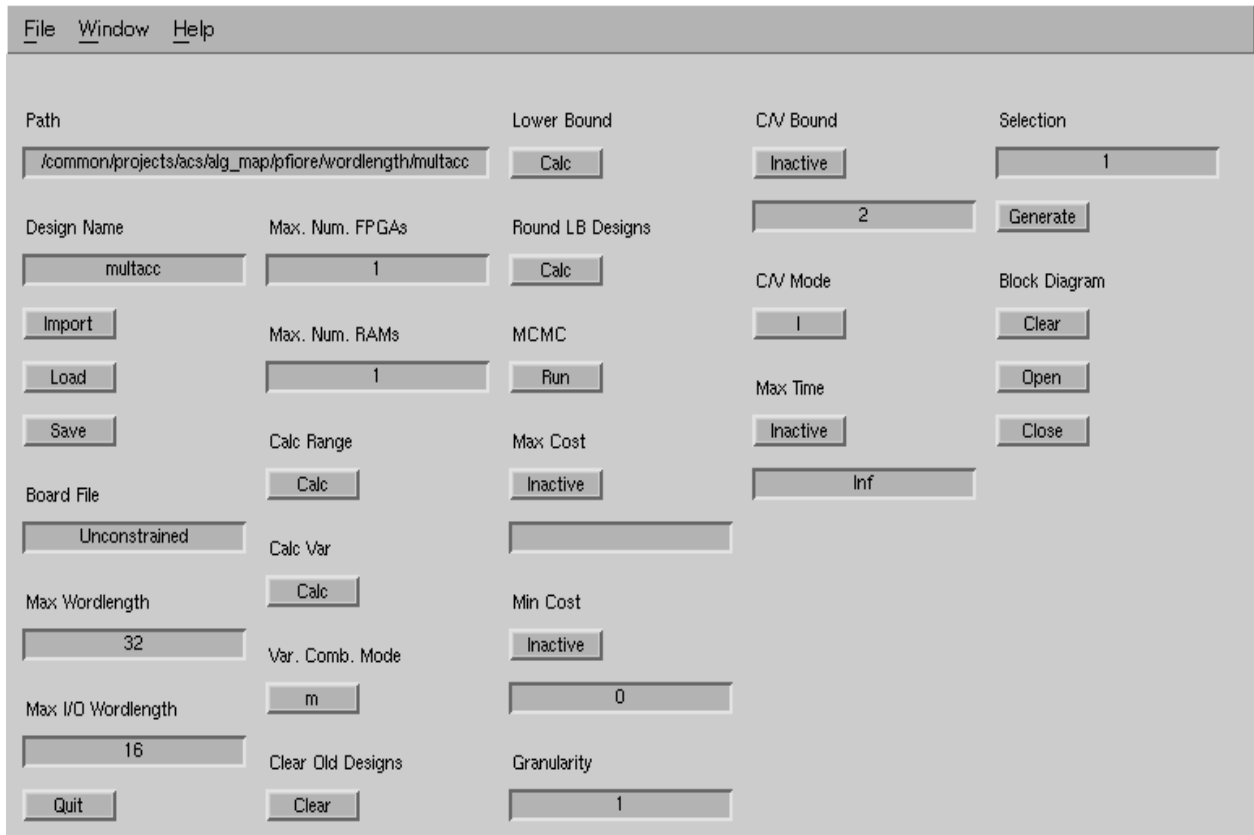 File Window Help
Path
/common/projects/acs/alg_map/pfiore/wordlength/multacc
Design Name
multacc
Import
Load
Save
Board File
Unconstrained
Max Wordlength
32
Max I/O Wordlength
16
Quit
Max. Num. FPGAs
1
Max. Num. RAMs
1
Calc Range
Calc
Calc Var
Calc
Var. Comb. Mode
m
Clear Old Designs
Clear
Lower Bound
Calc
Round LB Designs
Calc
MCMC
Run
Max Cost
Inactive
Min Cost
Inactive
0
Granularity
1
C/V Bound
Inactive
2
C/V Mode
I
Max Time
Inactive
Inf
Selection
1
Generate
Block Diagram
Clear
Open
Close